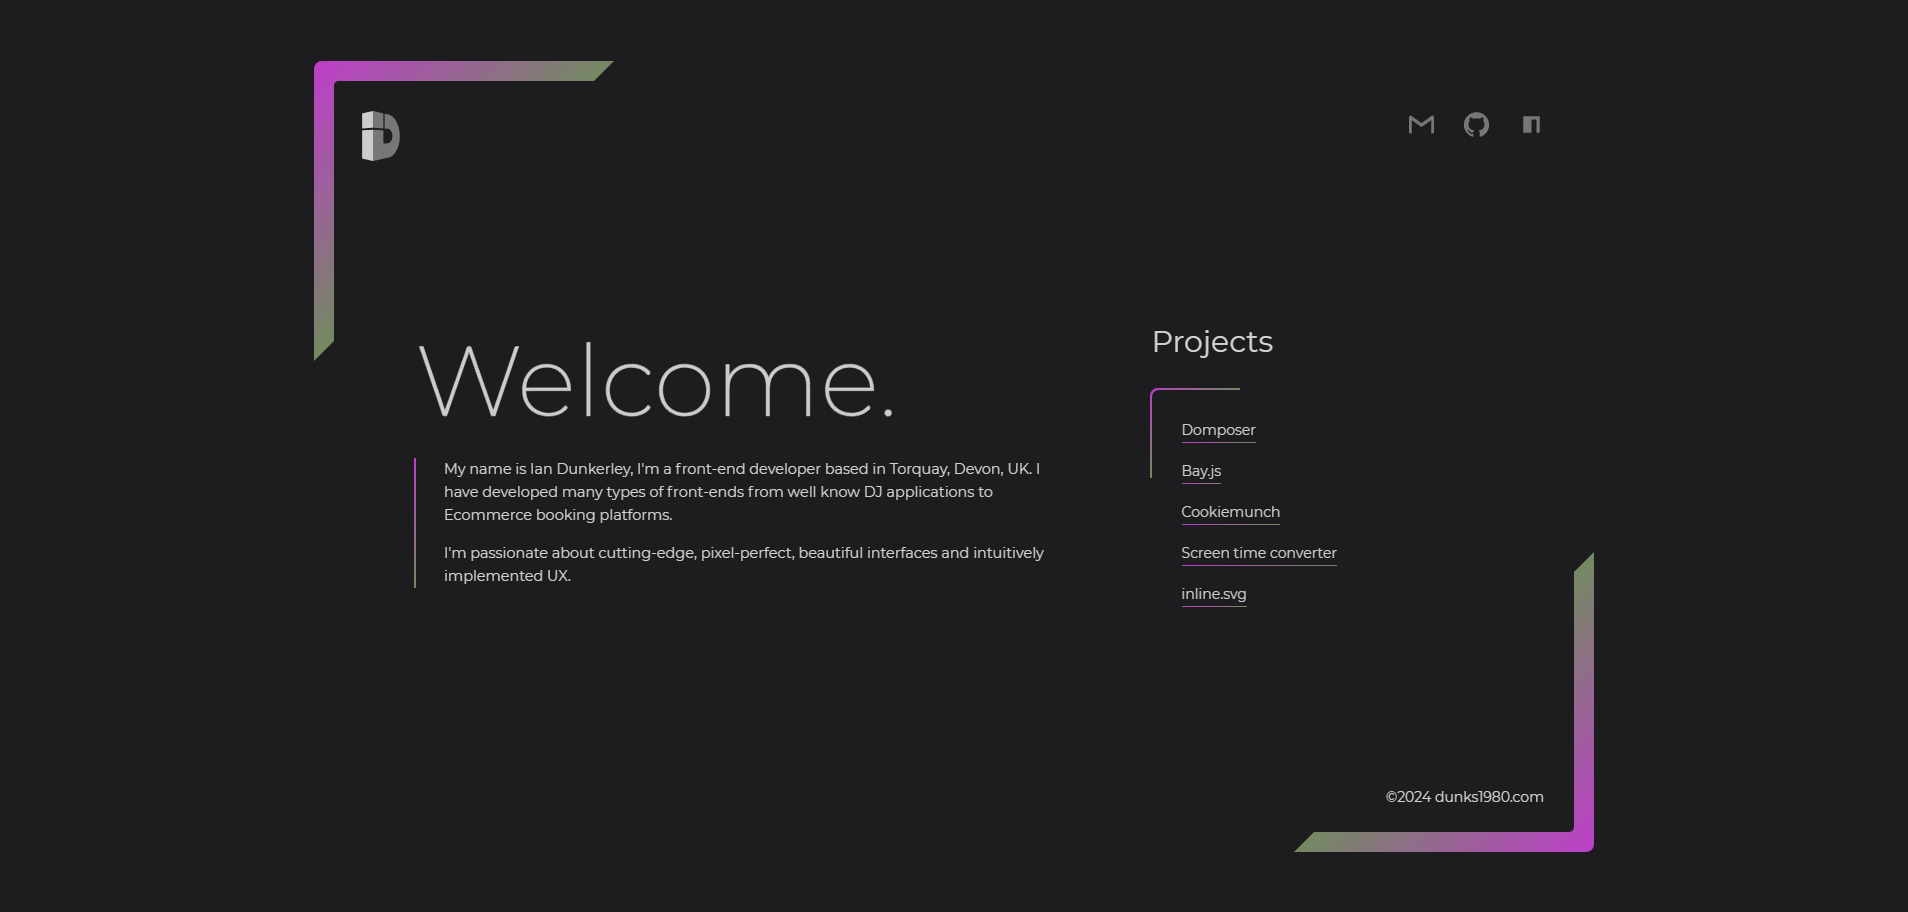 Welcome.
My name is Ian Dunkerley, I'm a front-end developer based in Torquay, Devon, UK. I
have developed many types of front-ends from well know DJ applications to
Ecommerce booking platforms.
I'm passionate about cutting-edge, pixel-perfect, beautiful interfaces and intuitively
implemented UX.
Projects
Domposer
Bay.js
Cookiemunch
Screen time converter
inline.svg
©2024 dunks1980.com